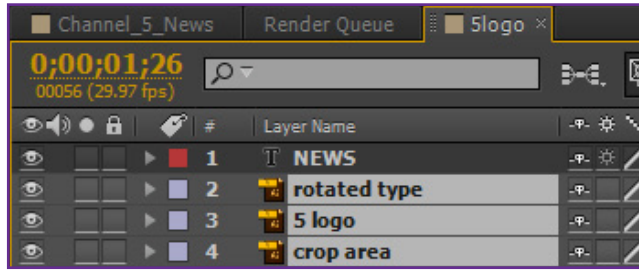 Channel_5_News Render Queue 5logo ×
0;00;01;26
00056 (29.97 fps)
# Layer Name
1 T NEWS
2 rotated type
3 5 logo
4 crop area